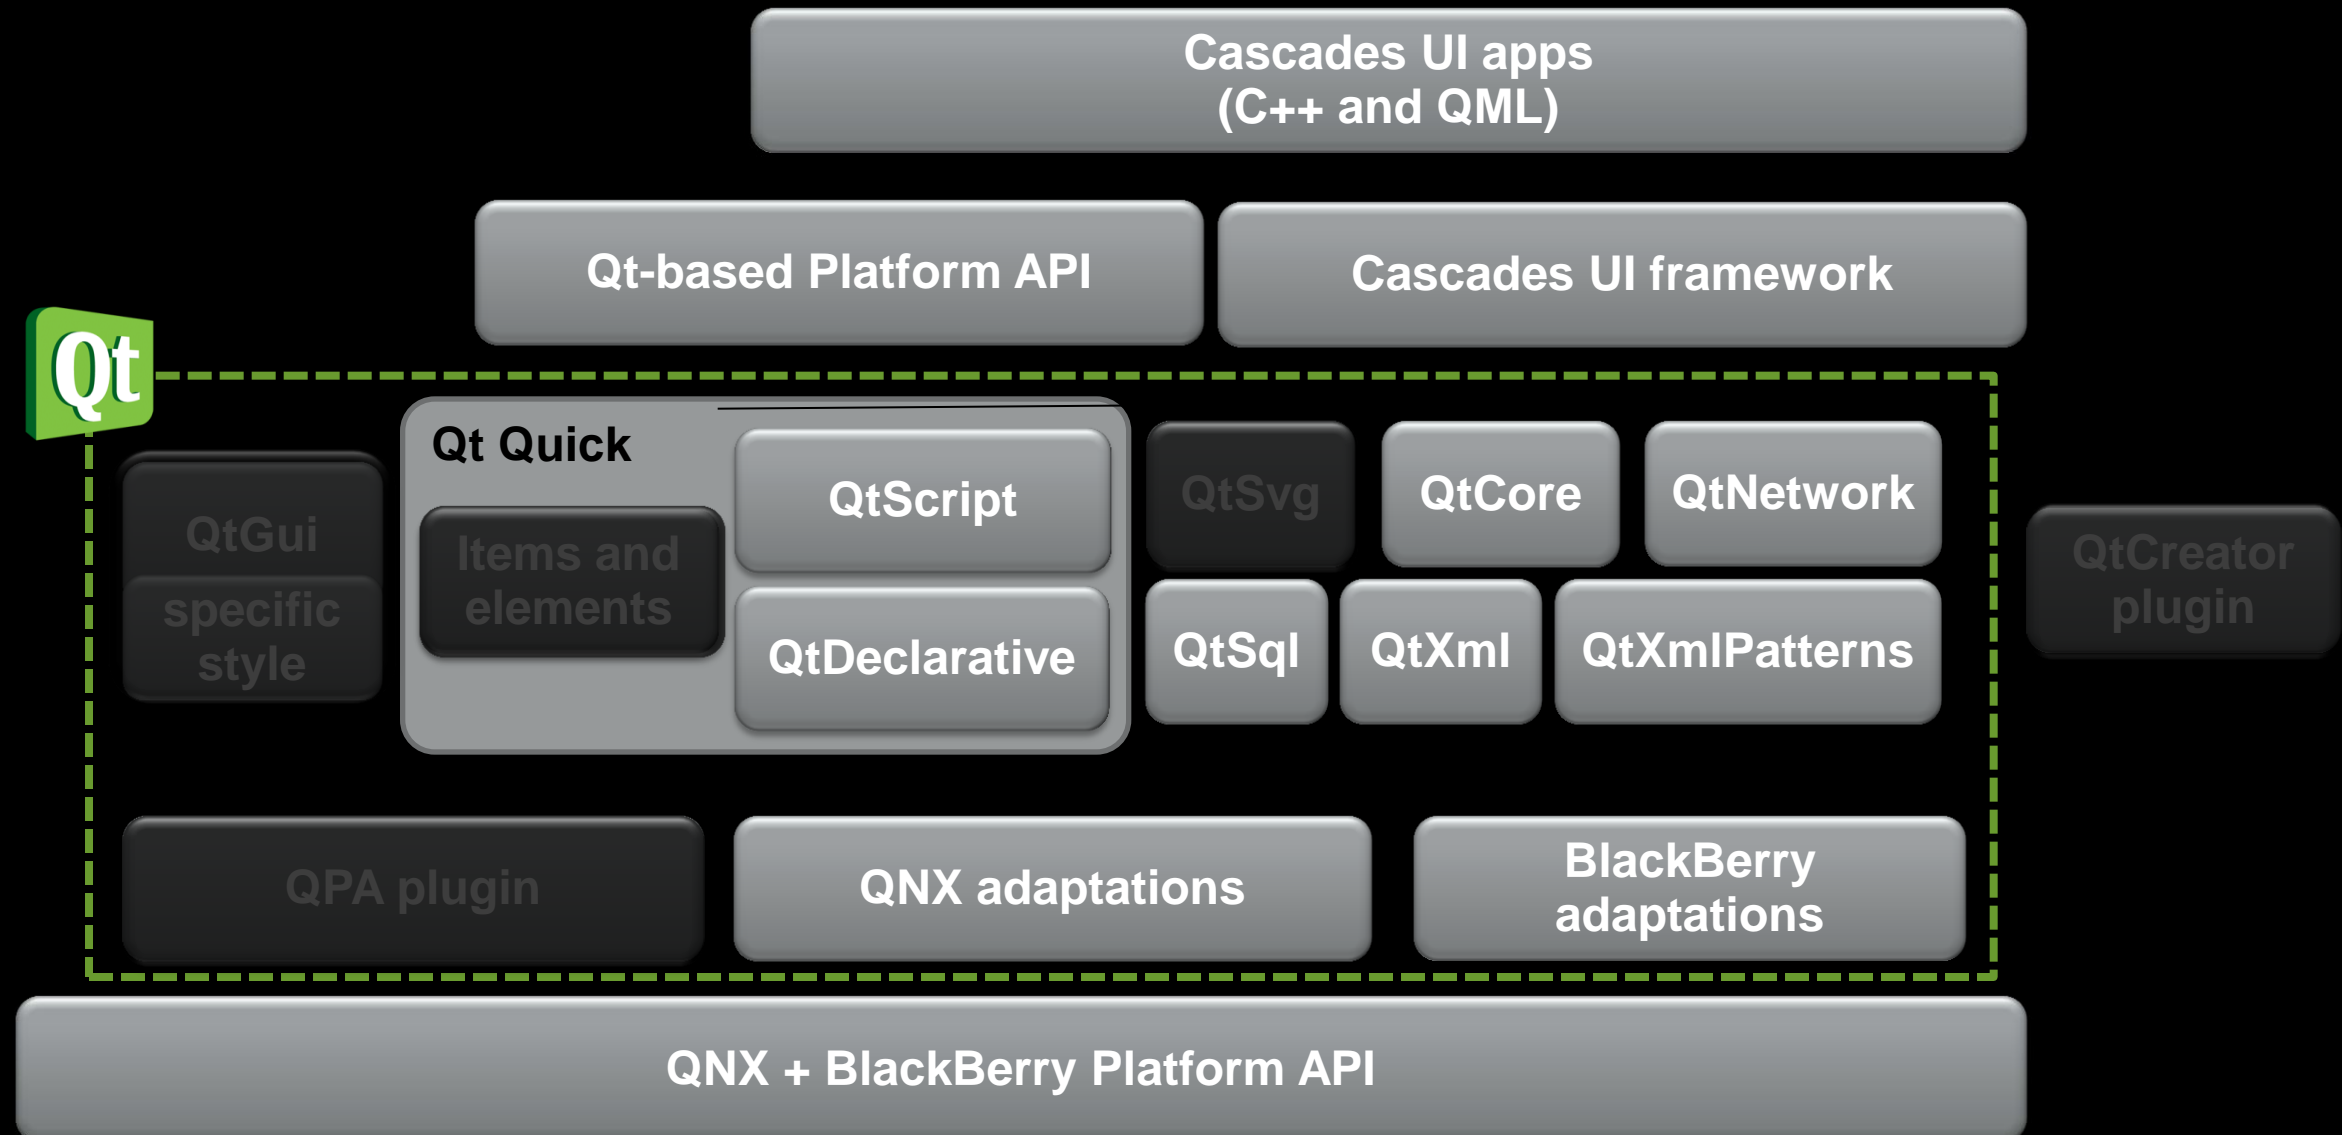 Cascades UI apps
(C++ and QML)
Qt-based Platform API
Cascades UI framework
Qt
Qt Quick
QtGui
specific
style
Items and
elements
QtScript
QtDeclarative
QtSvg
QtCore
QtNetwork
QtSql
QtXml
QtXmlPatterns
QtCreator
plugin
QPA plugin
QNX adaptations
BlackBerry
adaptations
QNX + BlackBerry Platform API